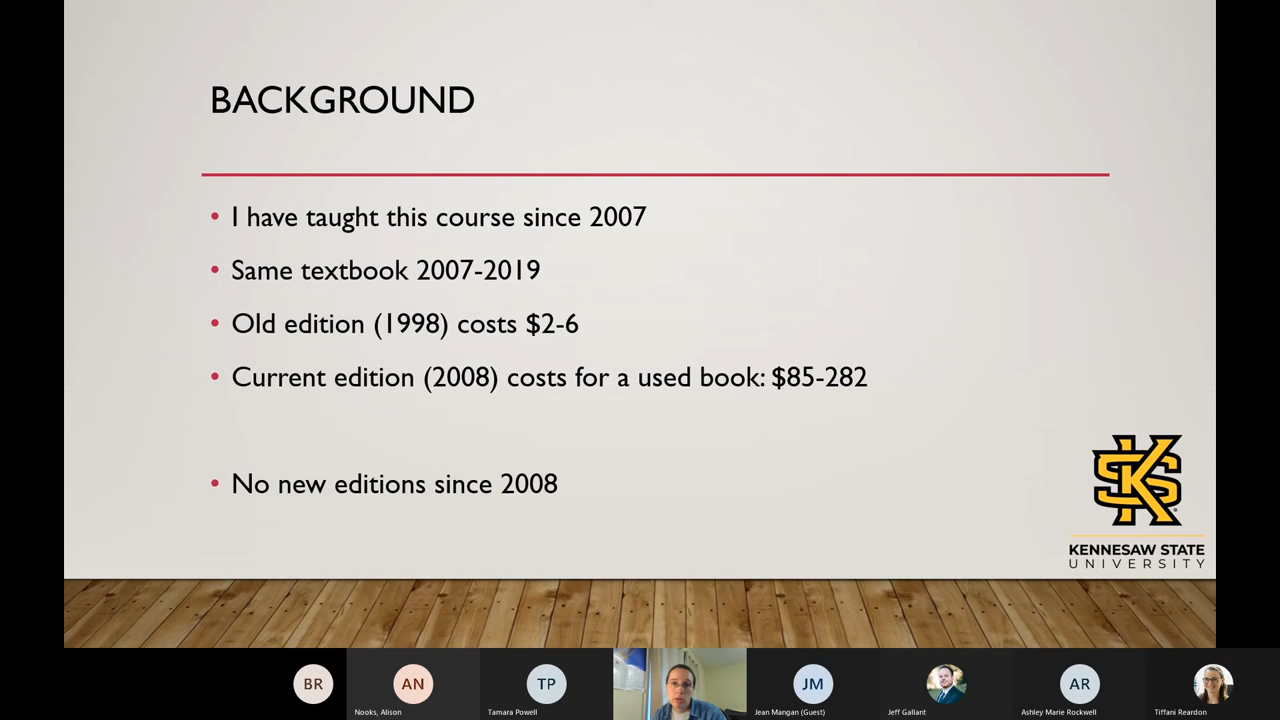 BACKGROUND
• I have taught this course since 2007
• Same textbook 2007-2019
• Old edition (1998) costs $2-6
• Current edition (2008) costs for a used book: $85-282
• No new editions since 2008
KS
KENNESAW STATE
UNIVERSITY
BR
AN
TP
JM
AR
Nooks, Alison
Tamara Powell
Jean Mangan (Guest)
Jeff Gallant
Ashley Marie Rockwell
Tiffani Reardon